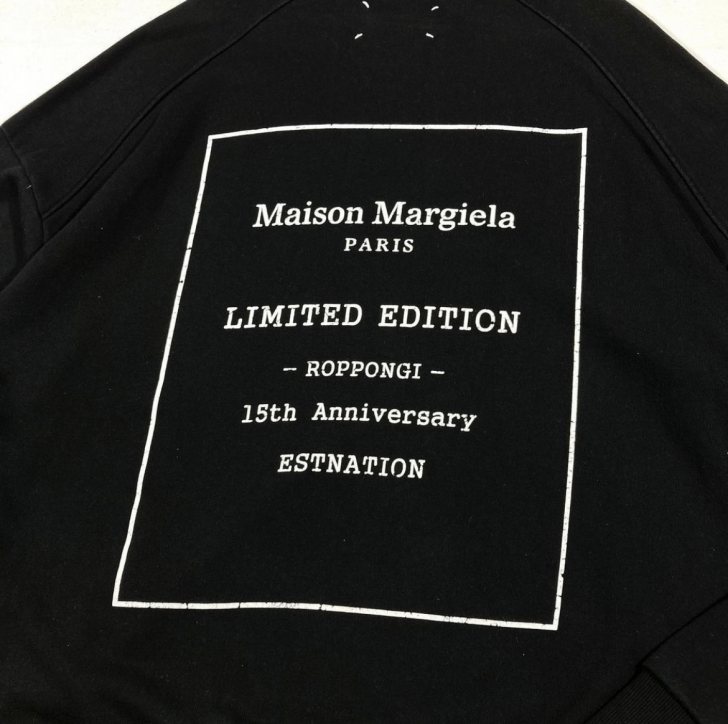 Maison Margiela
PARIS
LIMITED EDITION
- ROPPONGI -
15th Anniversary
ESTNATION